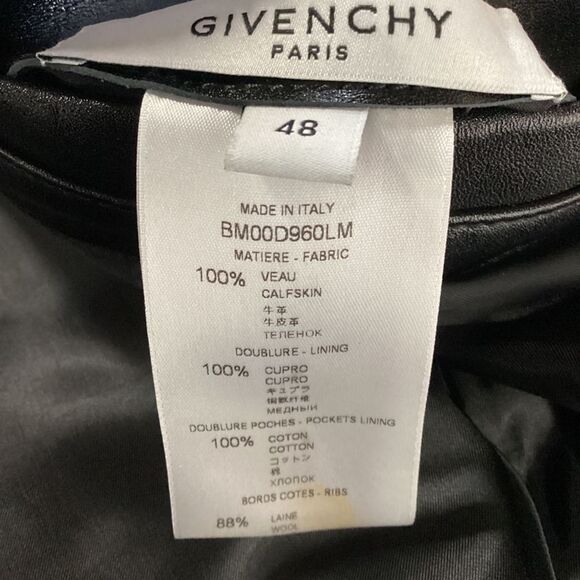 GIVENCHY
PARIS
48
MADE IN ITALY
BM00D960LM
MATIERE - FABRIC
100% VEAU
CALFSKIN
牛革
牛皮革
ТЕЛЕНОК
DOUBLURE - LINING
100% CUPRO
CUPRO
キュプラ
铜氨纤维
МЕДНЫЙ
DOUBLURE POCHES - POCKETS LINING
100% COTON
COTTON
コットン
棉
ХЛОПОК
BORDS COTES - RIBS
88% LAINE
WOOL